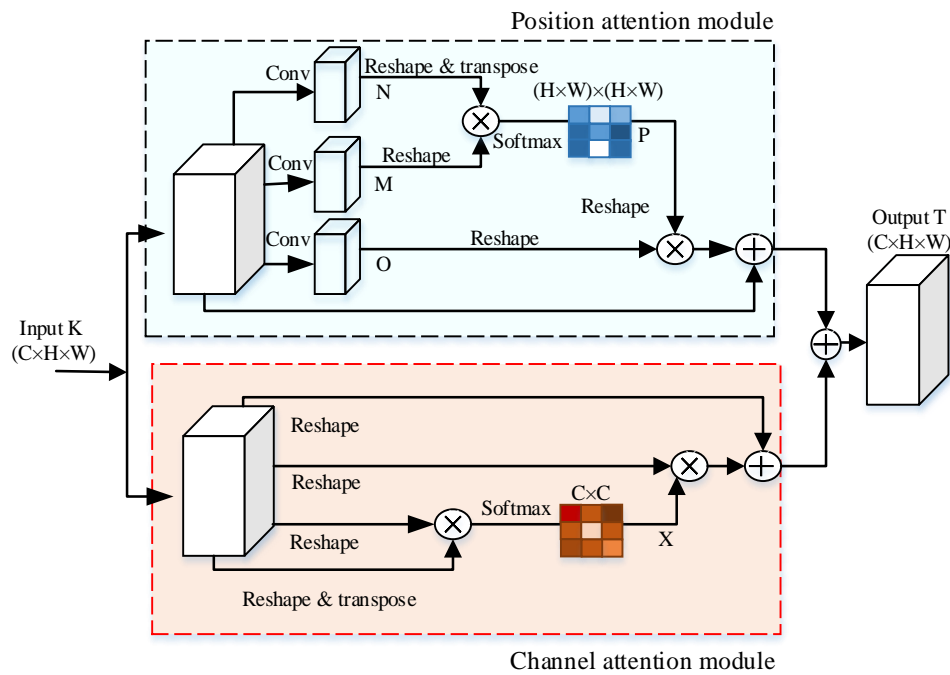 Position attention module
Conv
Reshape & transpose
N
(H×W)×(H×W)
Softmax
P
Conv
Reshape
M
Reshape
Conv
Reshape
O
Output T
(C×H×W)
Input K
(C×H×W)
Reshape
Reshape
Softmax
C×C
Reshape
X
Reshape & transpose
Channel attention module